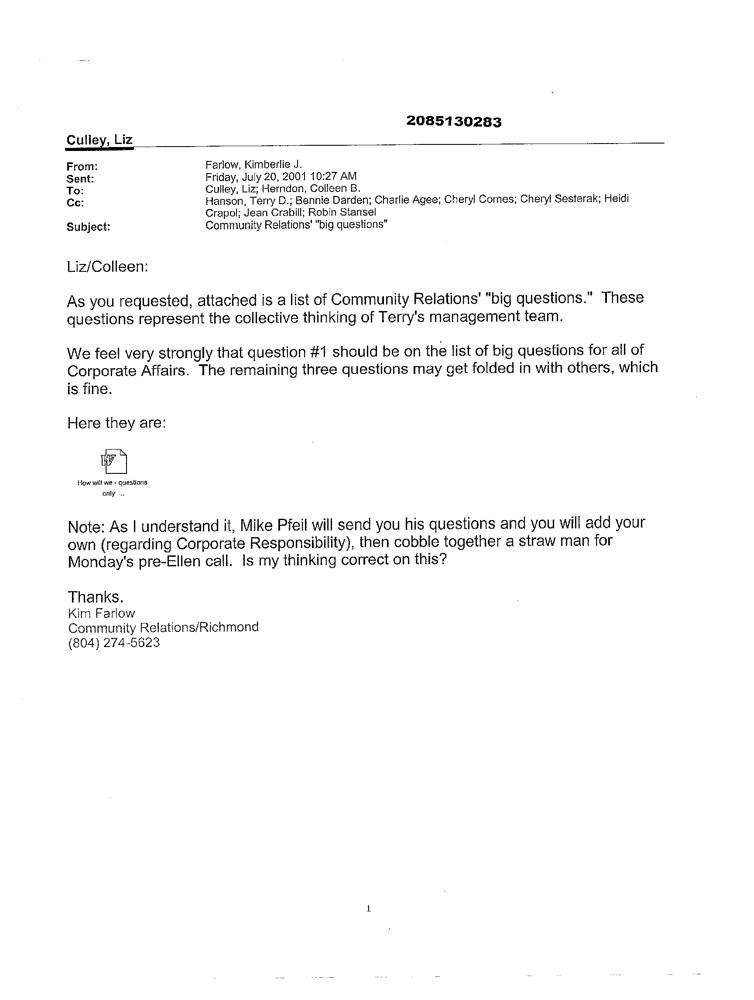 2085130283
Culley, Liz
From: Farlow, Kimberlie J.
Sent: Friday, July 20, 2001 10:27 AM
To: Culley, Liz; Herndon, Colleen B.
Cc: Hanson, Terry D.; Bennie Darden; Charlie Agee; Cheryl Comes; Cheryl Sesterak; Heidi
Crapol; Jean Crabill; Robin Stansel
Subject: Community Relations' "big questions"
Liz/Colleen:
As you requested, attached is a list of Community Relations' "big questions." These
questions represent the collective thinking of Terry's management team.
We feel very strongly that question #1 should be on the list of big questions for all of
Corporate Affairs. The remaining three questions may get folded in with others, which
is fine.
Here they are:
How will we - questions
only ...
Note: As I understand it, Mike Pfeil will send you his questions and you will add your
own (regarding Corporate Responsibility), then cobble together a straw man for
Monday's pre-Ellen call. Is my thinking correct on this?
Thanks.
Kim Farlow
Community Relations/Richmond
(804) 274-5623
1